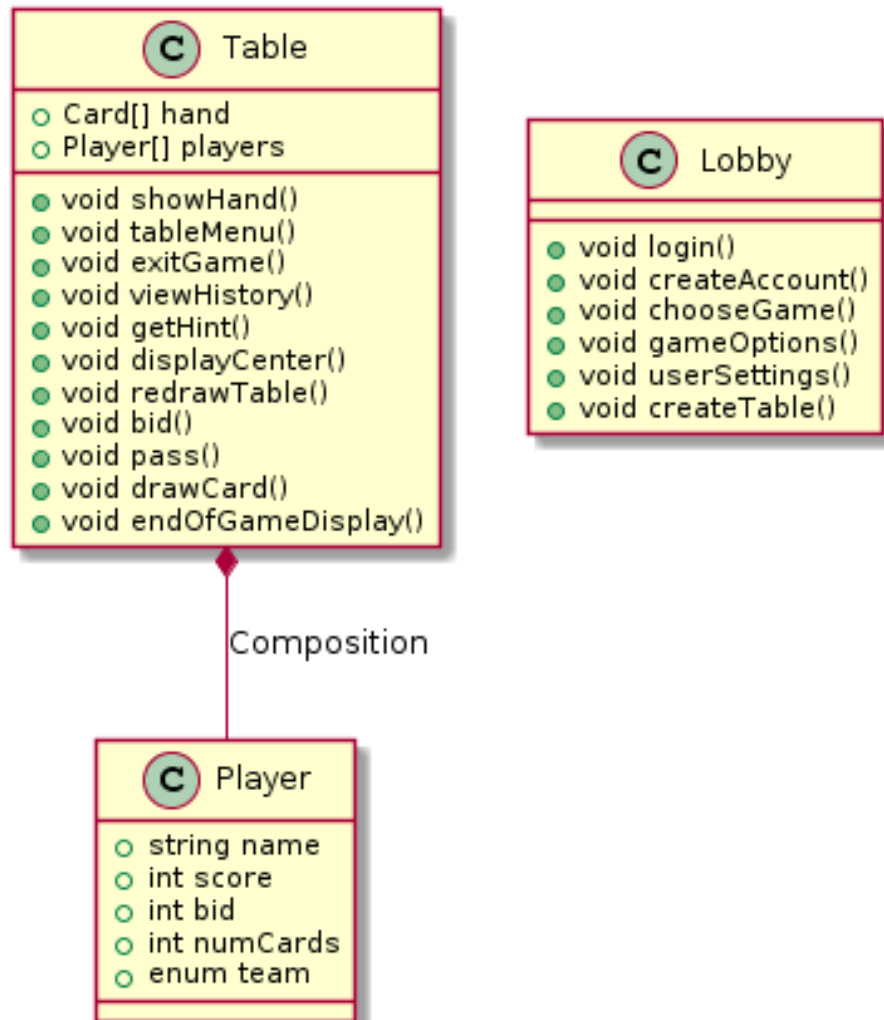 C Table
Card[] hand
Player[] players
void showHand()
void tableMenu()
void exitGame()
void viewHistory()
void getHint()
void displayCenter()
void redrawTable()
void bid()
void pass()
void drawCard()
void endOfGameDisplay()
C Lobby
void login()
void createAccount()
void chooseGame()
void gameOptions()
void userSettings()
void createTable()
Composition
C Player
string name
int score
int bid
int numCards
enum team